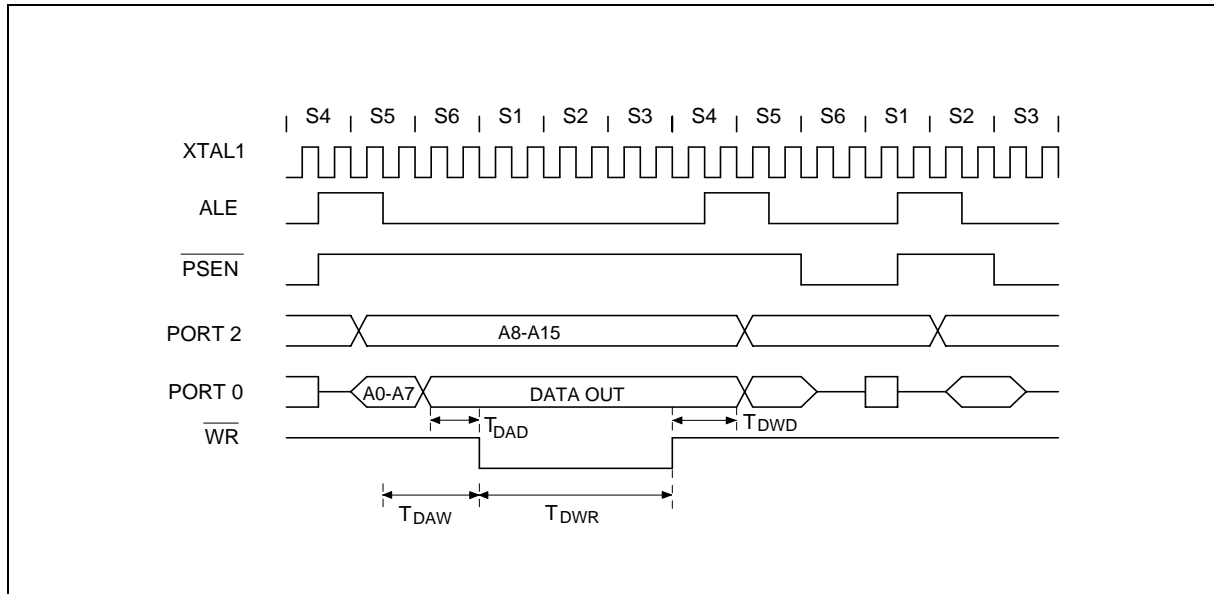 S4 S5 S6 S1 S2 S3 S4 S5 S6 S1 S2 S3
XTAL1
ALE
PSEN
PORT 2 A8-A15
PORT 0 A0-A7 DATA OUT
WR TDAD TDWD
TDAW TDWR